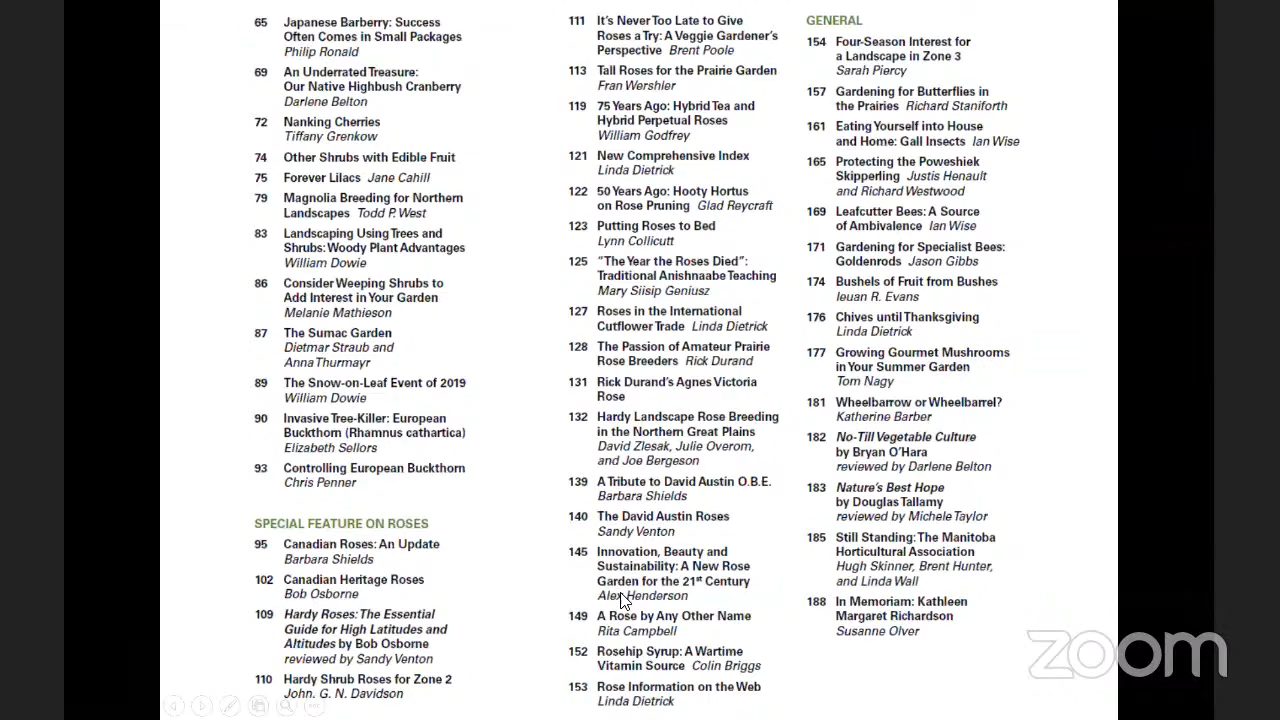 65 Japanese Barberry: Success
Often Comes in Small Packages
Philip Ronald
69 An Underrated Treasure:
Our Native Highbush Cranberry
Darlene Belton
72 Nanking Cherries
Tiffany Grenkow
74 Other Shrubs with Edible Fruit
75 Forever Lilacs Jane Cahill
79 Magnolia Breeding for Northern
Landscapes Todd P. West
83 Landscaping Using Trees and
Shrubs: Woody Plant Advantages
William Dowie
86 Consider Weeping Shrubs to
Add Interest in Your Garden
Melanie Mathieson
87 The Sumac Garden
Dietmar Straub and
Anna Thurmayr
89 The Snow-on-Leaf Event of 2019
William Dowie
90 Invasive Tree-Killer: European
Buckthorn (Rhamnus cathartica)
Elizabeth Sellors
93 Controlling European Buckthorn
Chris Penner
SPECIAL FEATURE ON ROSES
95 Canadian Roses: An Update
Barbara Shields
102 Canadian Heritage Roses
Bob Osborne
109 Hardy Roses: The Essential
Guide for High Latitudes and
Altitudes by Bob Osborne
reviewed by Sandy Venton
110 Hardy Shrub Roses for Zone 2
John. G. N. Davidson
111 It's Never Too Late to Give
Roses a Try: A Veggie Gardener's
Perspective Brent Poole
113 Tall Roses for the Prairie Garden
Fran Wershler
119 75 Years Ago: Hybrid Tea and
Hybrid Perpetual Roses
William Godfrey
121 New Comprehensive Index
Linda Dietrick
122 50 Years Ago: Hooty Hortus
on Rose Pruning Glad Reycraft
123 Putting Roses to Bed
Lynn Collicutt
125 "The Year the Roses Died":
Traditional Anishnaabe Teaching
Mary Siisip Geniusz
127 Roses in the International
Cutflower Trade Linda Dietrick
128 The Passion of Amateur Prairie
Rose Breeders Rick Durand
131 Rick Durand's Agnes Victoria
Rose
132 Hardy Landscape Rose Breeding
in the Northern Great Plains
David Zlesak, Julie Overom,
and Joe Bergeson
139 A Tribute to David Austin O.B.E.
Barbara Shields
140 The David Austin Roses
Sandy Venton
145 Innovation, Beauty and
Sustainability: A New Rose
Garden for the 21st Century
Alex Henderson
149 A Rose by Any Other Name
Rita Campbell
152 Rosehip Syrup: A Wartime
Vitamin Source Colin Briggs
153 Rose Information on the Web
Linda Dietrick
GENERAL
154 Four-Season Interest for
a Landscape in Zone 3
Sarah Piercy
157 Gardening for Butterflies in
the Prairies Richard Staniforth
161 Eating Yourself into House
and Home: Gall Insects Ian Wise
165 Protecting the Poweshiek
Skipperling Justis Henault
and Richard Westwood
169 Leafcutter Bees: A Source
of Ambivalence Ian Wise
171 Gardening for Specialist Bees:
Goldenrods Jason Gibbs
174 Bushels of Fruit from Bushes
Ieuan R. Evans
176 Chives until Thanksgiving
Linda Dietrick
177 Growing Gourmet Mushrooms
in Your Summer Garden
Tom Nagy
181 Wheelbarrow or Wheelbarrel?
Katherine Barber
182 No-Till Vegetable Culture
by Bryan O'Hara
reviewed by Darlene Belton
183 Nature's Best Hope
by Douglas Tallamy
reviewed by Michele Taylor
185 Still Standing: The Manitoba
Horticultural Association
Hugh Skinner, Brent Hunter,
and Linda Wall
188 In Memoriam: Kathleen
Margaret Richardson
Susanne Olver
zoom